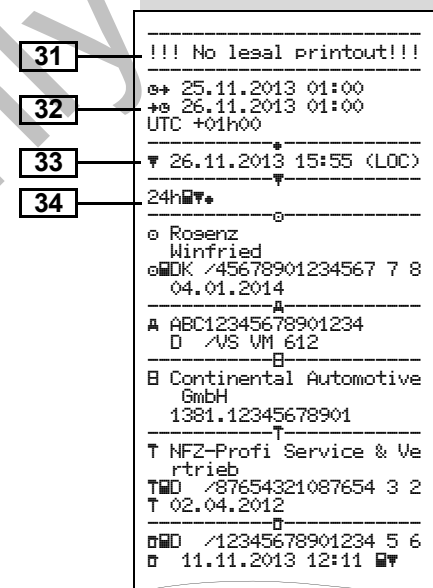 31
!!! No legal printout!!!
25.11.2013 01:00
32
26.11.2013 01:00
UTC +01h00
33
26.11.2013 15:55 (LOC)
34
24h
Rogenz
Winfried
DK /45678901234567 7 8
04.01.2014
ABC12345678901234
D /VS VM 612
Continental Automotive
GmbH
1381.12345678901
NFZ-Profi Service & Ve
rtrieb
D /87654321087654 3 2
02.04.2012
D /12345678901234 5 6
11.11.2013 12:11